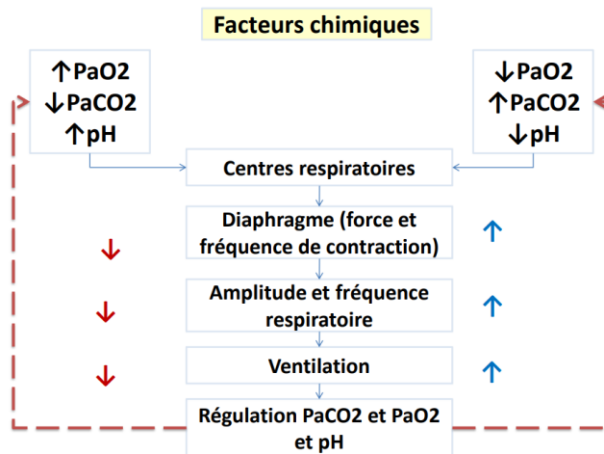 Facteurs chimiques
↑PaO2
↓PaCO2
↑pH
↓PaO2
↑PaCO2
↓pH
Centres respiratoires
Diaphragme (force et
fréquence de contraction)
Amplitude et fréquence
respiratoire
Ventilation
Régulation PaCO2 et PaO2
et pH